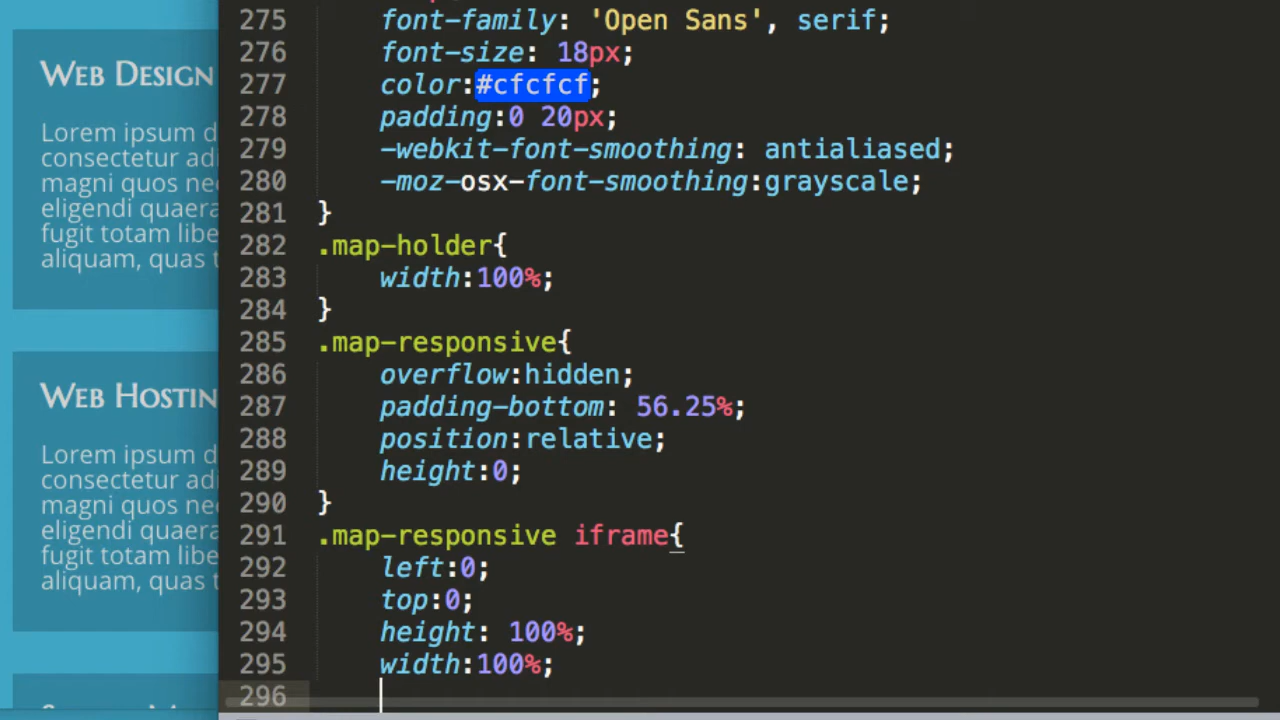 Web Design
Lorem ipsum d
consectetur adi
magni quos nec
eligendi quaera
fugit totam libe
aliquam, quas t
Web Hosting
Lorem ipsum d
consectetur adi
magni quos nec
eligendi quaera
fugit totam libe
aliquam, quas t
275 font-family: 'Open Sans', serif;
276 font-size: 18px;
277 color:#cfcfcf;
278 padding:0 20px;
279 -webkit-font-smoothing: antialiased;
280 -moz-osx-font-smoothing:grayscale;
281 }
282 .map-holder{
283 width:100%;
284 }
285 .map-responsive{
286 overflow:hidden;
287 padding-bottom: 56.25%;
288 position:relative;
289 height:0;
290 }
291 .map-responsive iframe{
292 left:0;
293 top:0;
294 height: 100%;
295 width:100%;
296